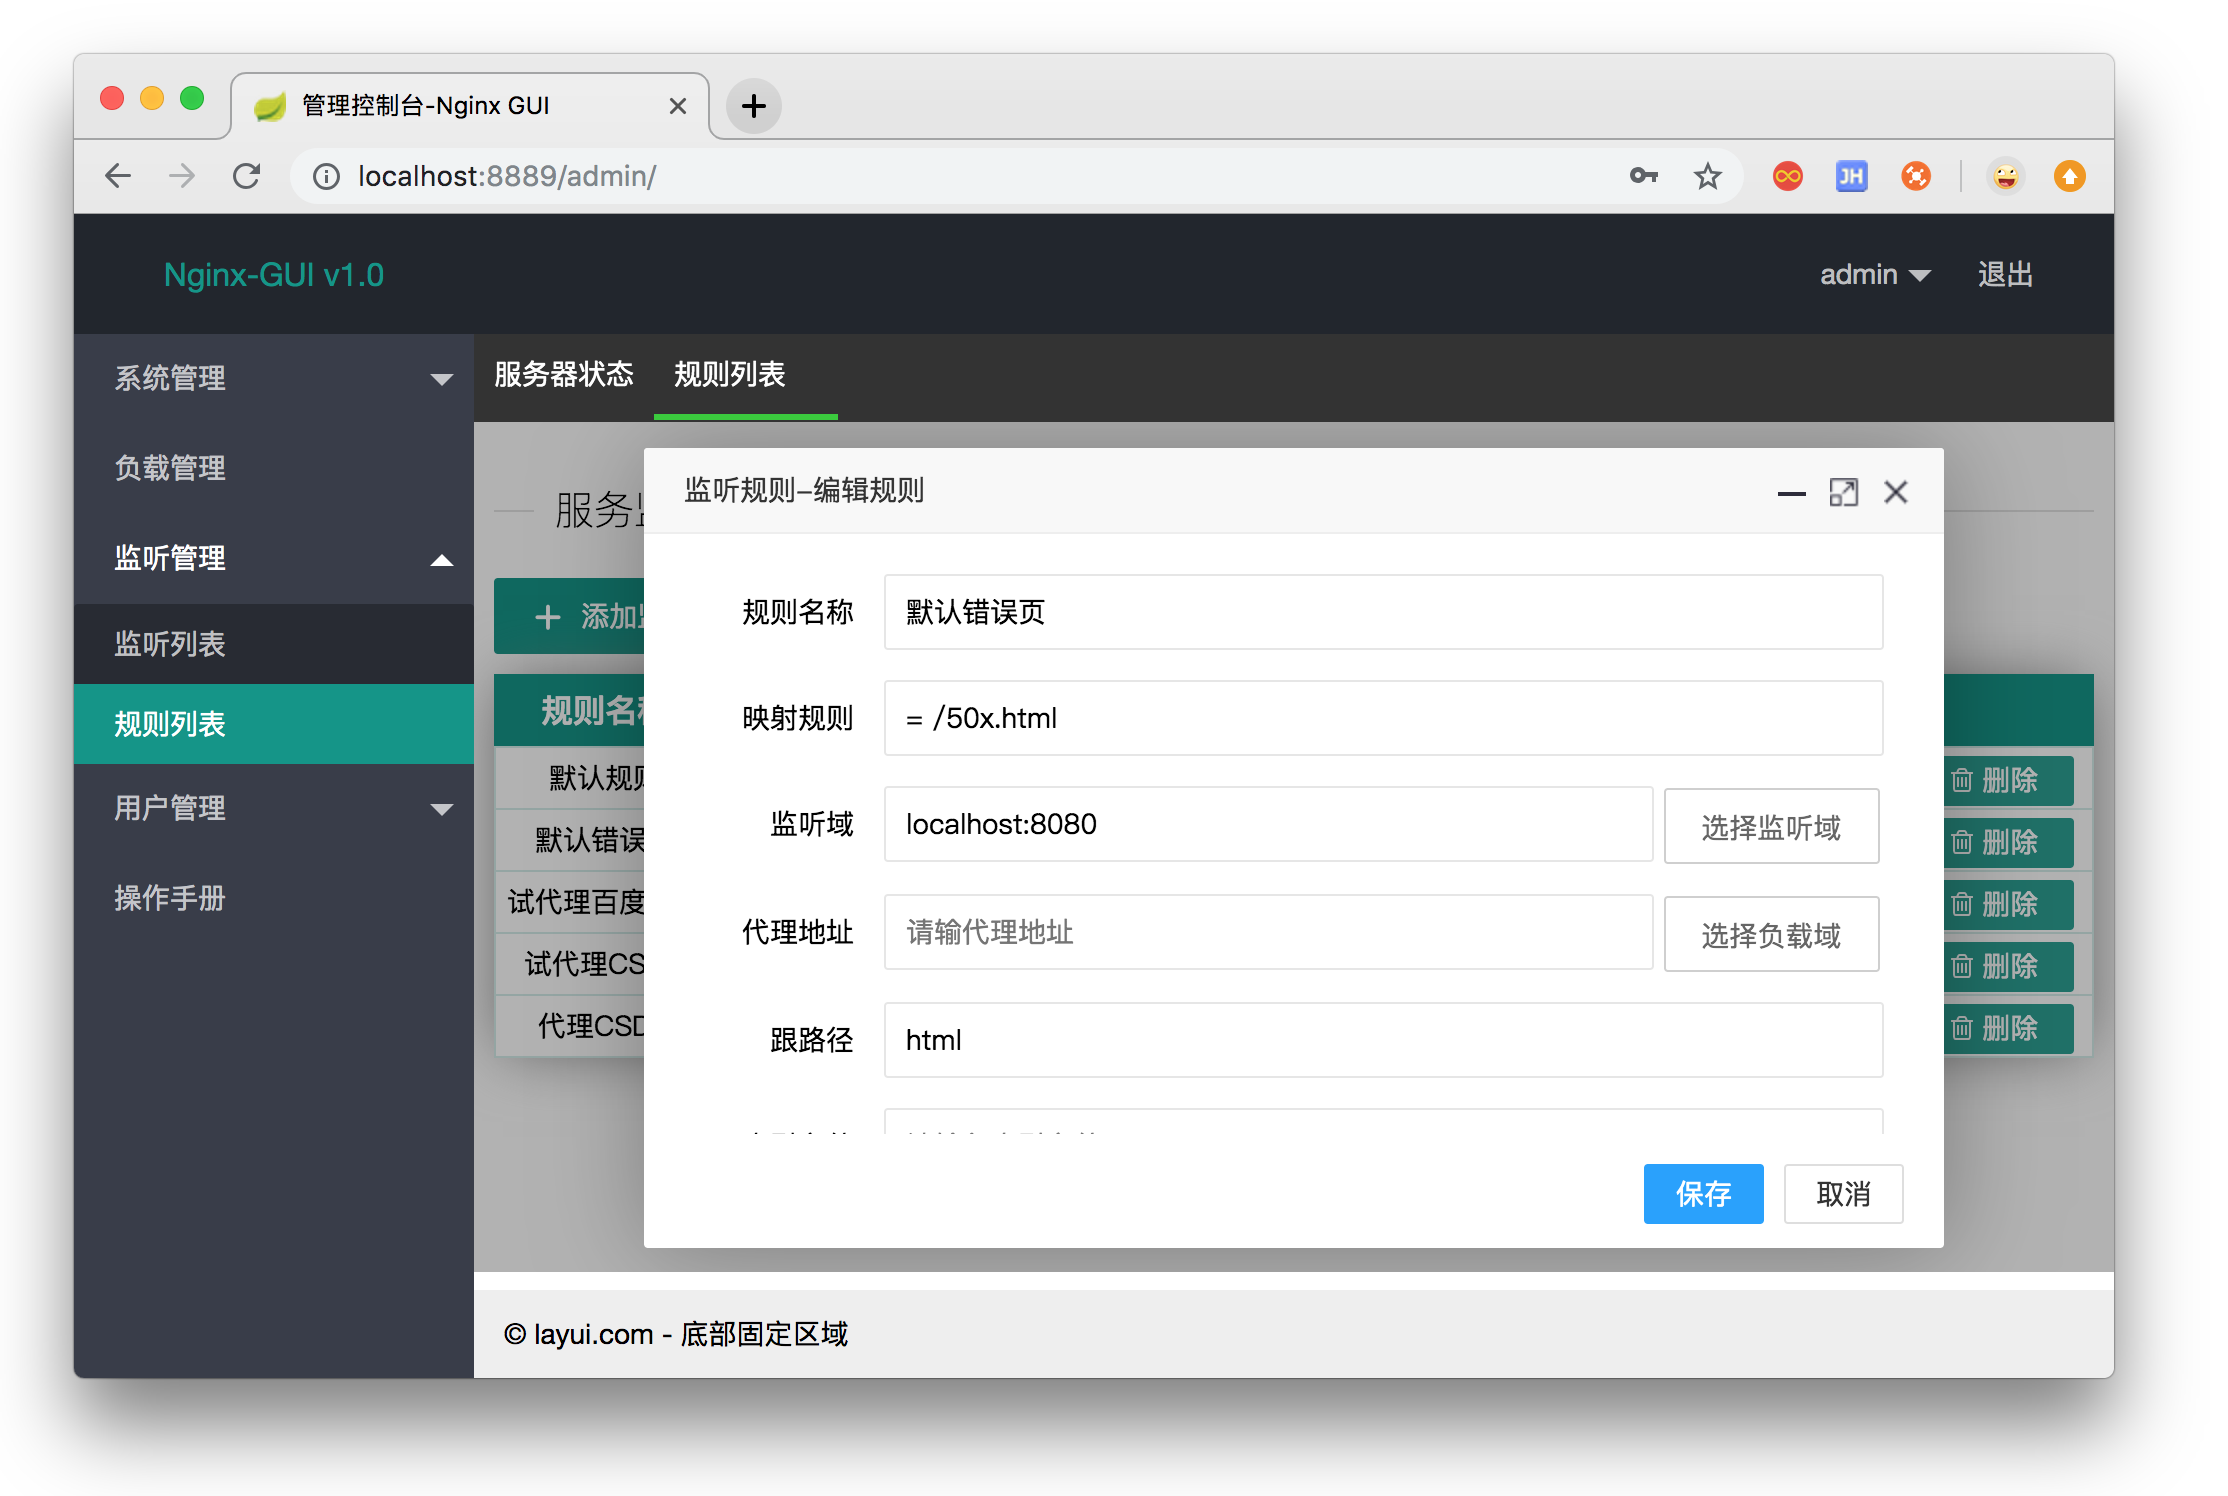 管理控制台-Nginx GUI
localhost:8889/admin/
JH
Nginx-GUI v1.0
admin
退出
系统管理
负载管理
监听管理
监听列表
规则列表
用户管理
操作手册
服务器状态
规则列表
服务
添加
规则名
默认规
默认错误
试代理百度
试代理CS
代理CSD
删除
删除
删除
删除
删除
监听规则-编辑规则
规则名称
默认错误页
映射规则
= /50x.html
监听域
localhost:8080
选择监听域
代理地址
请输代理地址
选择负载域
跟路径
html
保存
取消
© layui.com - 底部固定区域